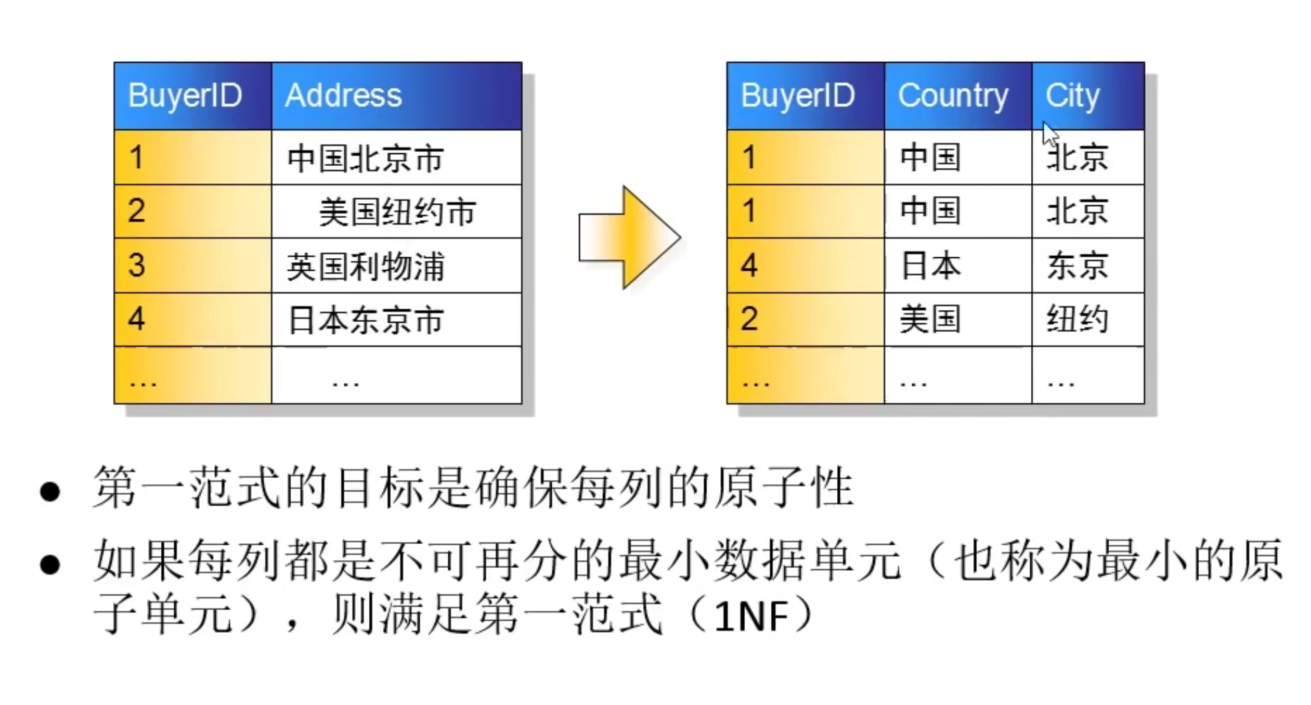 BuyerID Address
1 中国北京市
2 美国纽约市
3 英国利物浦
4 日本东京市
… …
BuyerID Country City
1 中国 北京
1 中国 北京
4 日本 东京
2 美国 纽约
… … …
● 第一范式的目标是确保每列的原子性
● 如果每列都是不可再分的最小数据单元（也称为最小的原
子单元），则满足第一范式（1NF）